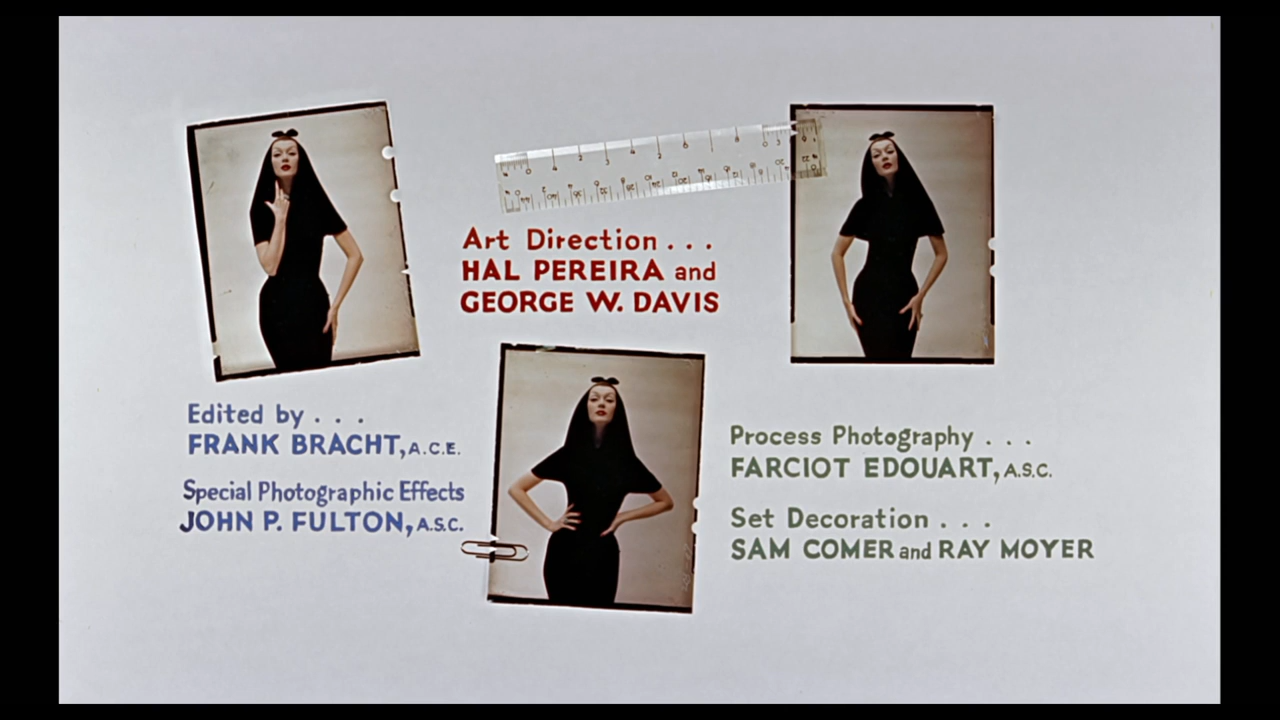 Art Direction . . .
HAL PEREIRA and
GEORGE W. DAVIS
Edited by . . .
FRANK BRACHT, A.C.E.
Special Photographic Effects
JOHN P. FULTON, A.S.C.
Process Photography . . .
FARCIOT EDOUART, A.S.C.
Set Decoration . . .
SAM COMER and RAY MOYER